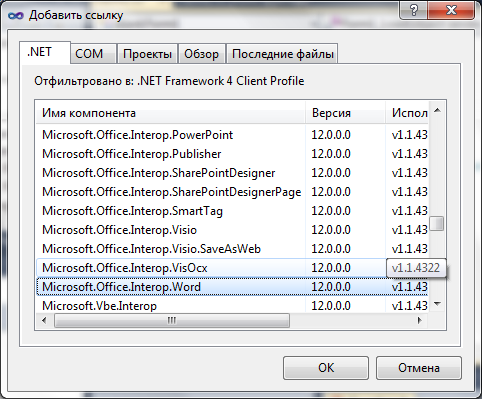 Добавить ссылку
.NET COM Проекты Обзор Последние файлы
Отфильтровано в: .NET Framework 4 Client Profile
Имя компонента Версия Испол
Microsoft.Office.Interop.PowerPoint 12.0.0.0 v1.1.43
Microsoft.Office.Interop.Publisher 12.0.0.0 v1.1.43
Microsoft.Office.Interop.SharePointDesigner 12.0.0.0 v1.1.43
Microsoft.Office.Interop.SharePointDesignerPage 12.0.0.0 v1.1.43
Microsoft.Office.Interop.SmartTag 12.0.0.0 v1.1.43
Microsoft.Office.Interop.Visio 12.0.0.0 v1.1.43
Microsoft.Office.Interop.Visio.SaveAsWeb 12.0.0.0 v1.1.43
Microsoft.Office.Interop.VisOcx 12.0.0.0 v1.1.4322
Microsoft.Office.Interop.Word 12.0.0.0 v1.1.43
Microsoft.Vbe.Interop 12.0.0.0 v1.1.43
OK Отмена